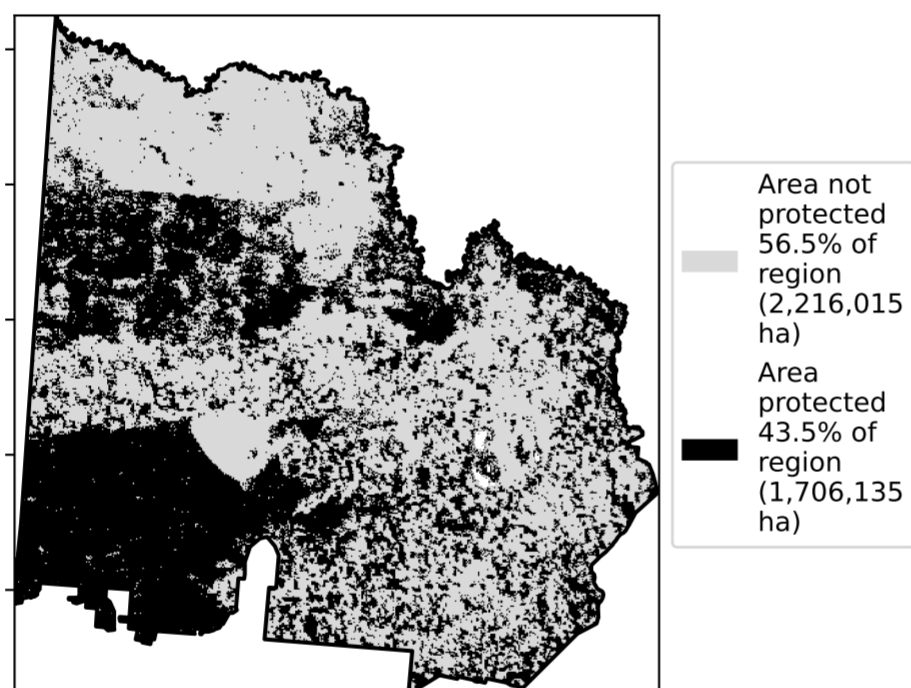 Area not
protected
56.5% of
region
(2,216,015
ha)
Area
protected
43.5% of
region
(1,706,135
ha)